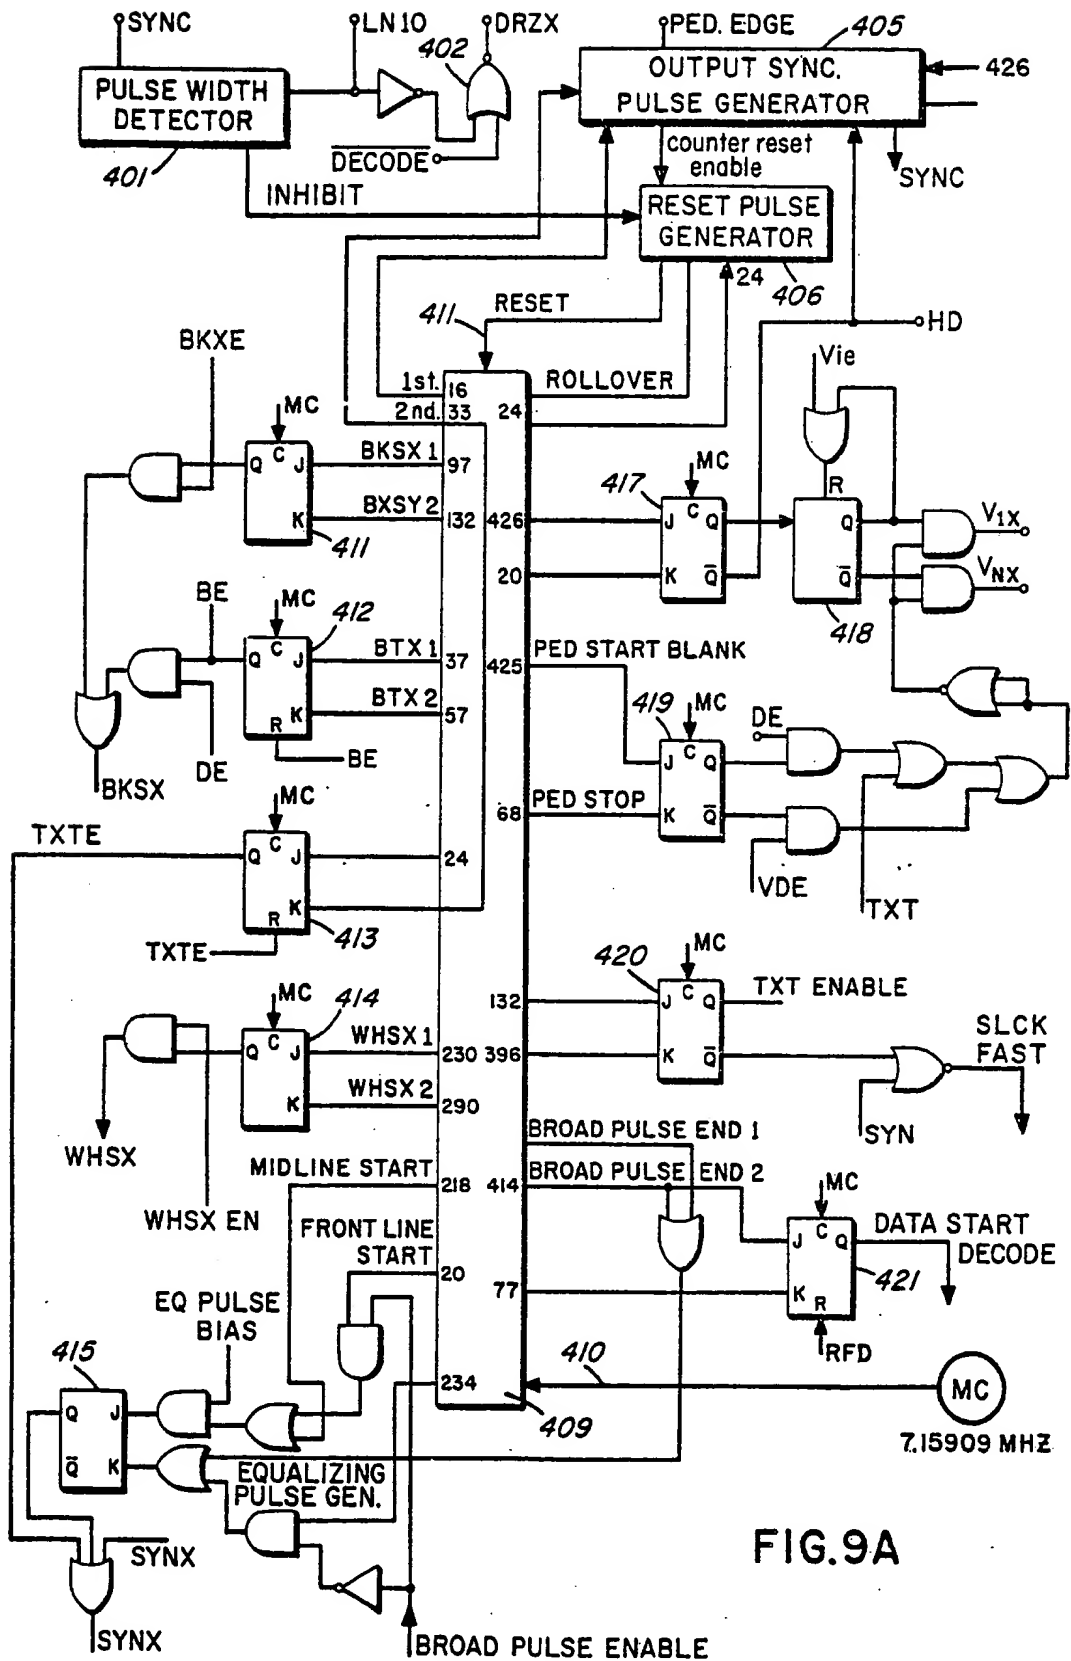 SYNC
LN10
DRZX
PED. EDGE
405
402
PULSE WIDTH
DETECTOR
OUTPUT SYNC.
PULSE GENERATOR
426
401
DECODE
counter reset
enable
SYNC
INHIBIT
RESET PULSE
GENERATOR
24
406
411
RESET
HD
BKXE
Vie
1st.
16
ROLLOVER
2nd.
33
24
MC
Q
C
J
K
BKSX 1
97
BXSY 2
132
411
426
417
MC
J
C
Q
K
Q̅
20
R
Q
Q̅
418
V1X
VNX
BE
MC
412
Q
C
J
R
K
BTX 1
37
BTX 2
57
BE
DE
BKSX
425
PED START BLANK
419
MC
J
C
Q
K
Q̅
DE
68
PED STOP
VDE
TXT
TXTE
MC
Q
C
J
R
K
24
413
TXTE
420
MC
132
J
C
Q
TXT ENABLE
396
K
Q̅
SLCK
FAST
SYN
MC
414
Q
C
J
K
WHSX 1
230
WHSX 2
290
WHSX
WHSX EN
BROAD PULSE END 1
MIDLINE START
218
414
BROAD PULSE END 2
MC
J
C
Q
K
R
DATA START
DECODE
421
77
RFD
FRONT LINE
START
20
EQ PULSE
BIAS
415
Q
J
Q̅
K
234
409
410
MC
7.15909 MHZ
EQUALIZING
PULSE GEN.
SYNX
SYNX
BROAD PULSE ENABLE
FIG.9A